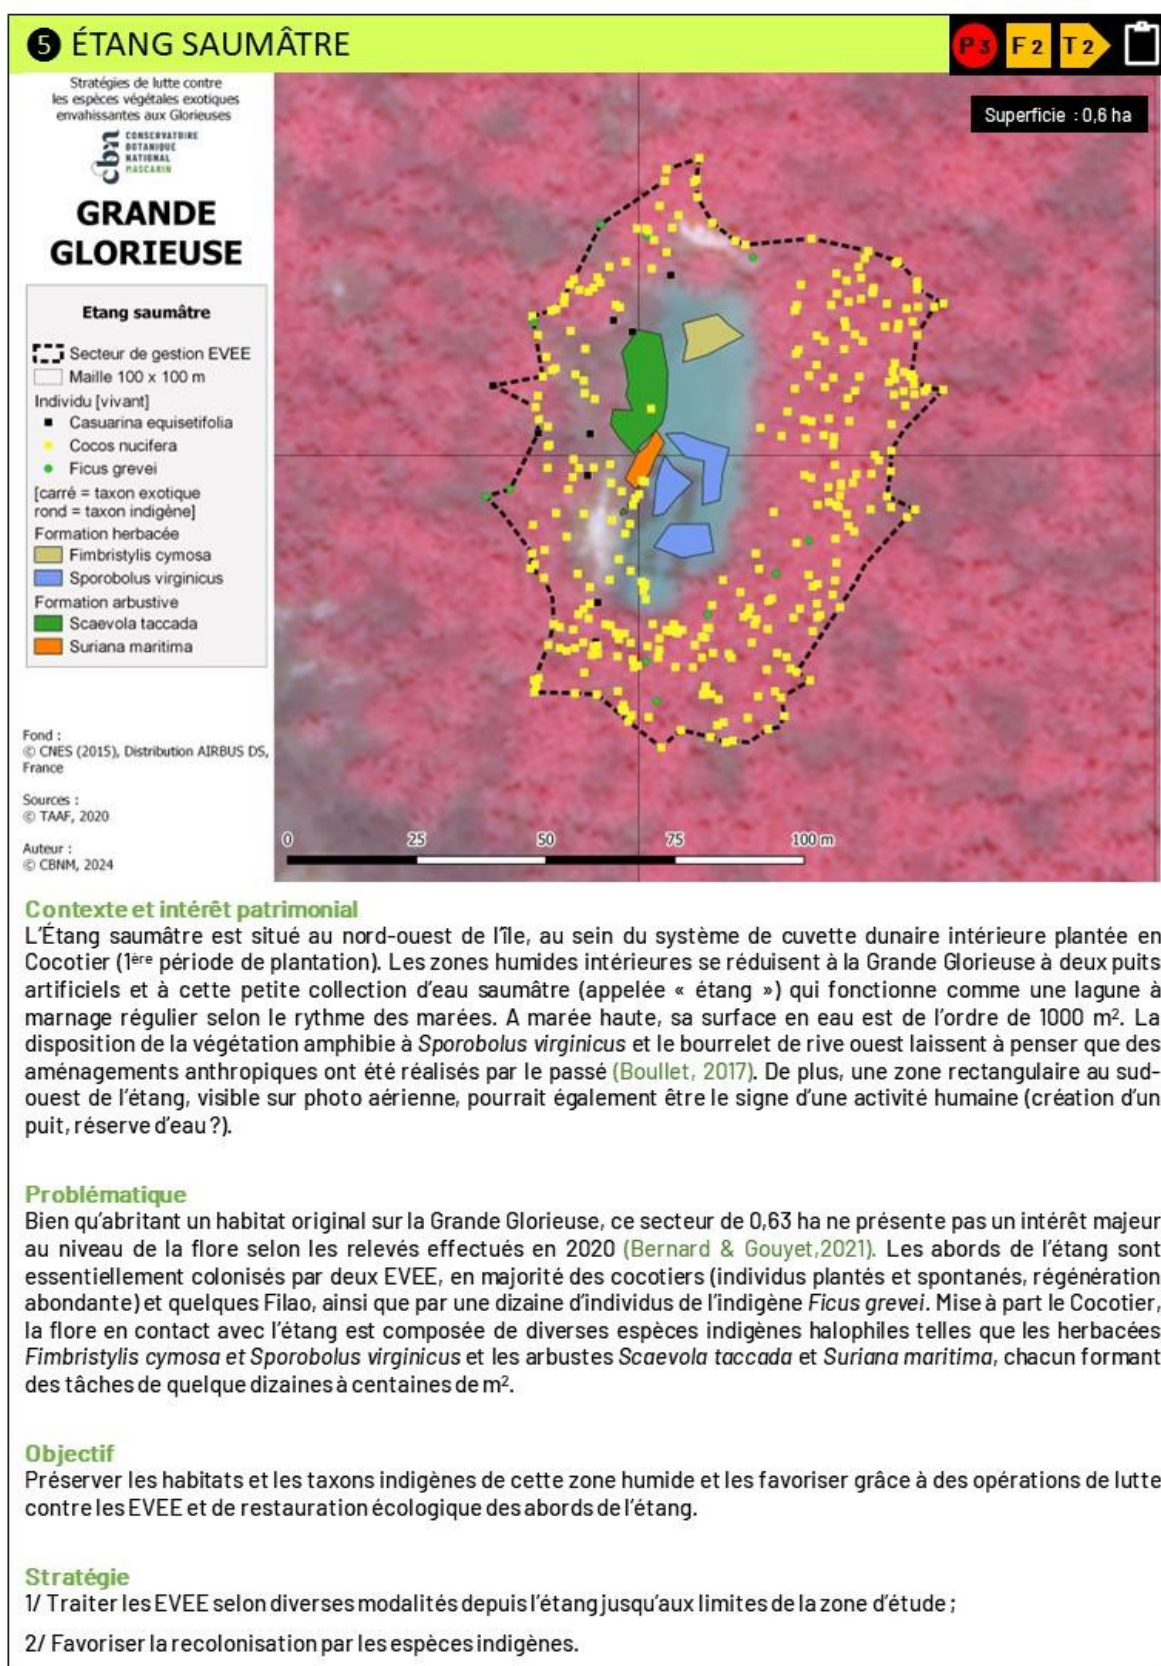 5 ÉTANG SAUMÂTRE
P 3 F 2 T 2
Stratégies de lutte contre
les espèces végétales exotiques
envahissantes aux Glorieuses
cbn CONSERVATOIRE
BOTANIQUE
NATIONAL
MASCARIN
GRANDE
GLORIEUSE
Etang saumâtre
Secteur de gestion EVEE
Maille 100 x 100 m
Individu [vivant]
Casuarina equisetifolia
Cocos nucifera
Ficus grevei
[carré = taxon exotique
rond = taxon indigène]
Formation herbacée
Fimbristylis cymosa
Sporobolus virginicus
Formation arbustive
Scaevola taccada
Suriana maritima
Fond :
© CNES (2015), Distribution AIRBUS DS,
France
Sources :
© TAAF, 2020
Auteur :
© CBNM, 2024
Superficie : 0,6 ha
0 25 50 75 100 m
Contexte et intérêt patrimonial
L'Étang saumâtre est situé au nord-ouest de l'île, au sein du système de cuvette dunaire intérieure plantée en
Cocotier (1ère période de plantation). Les zones humides intérieures se réduisent à la Grande Glorieuse à deux puits
artificiels et à cette petite collection d'eau saumâtre (appelée « étang ») qui fonctionne comme une lagune à
marnage régulier selon le rythme des marées. A marée haute, sa surface en eau est de l'ordre de 1000 m². La
disposition de la végétation amphibie à Sporobolus virginicus et le bourrelet de rive ouest laissent à penser que des
aménagements anthropiques ont été réalisés par le passé (Boullet, 2017). De plus, une zone rectangulaire au sud-
ouest de l'étang, visible sur photo aérienne, pourrait également être le signe d'une activité humaine (création d'un
puit, réserve d'eau ?).
Problématique
Bien qu'abritant un habitat original sur la Grande Glorieuse, ce secteur de 0,63 ha ne présente pas un intérêt majeur
au niveau de la flore selon les relevés effectués en 2020 (Bernard & Gouyet,2021). Les abords de l'étang sont
essentiellement colonisés par deux EVEE, en majorité des cocotiers (individus plantés et spontanés, régénération
abondante) et quelques Filao, ainsi que par une dizaine d'individus de l'indigène Ficus grevei. Mise à part le Cocotier,
la flore en contact avec l'étang est composée de diverses espèces indigènes halophiles telles que les herbacées
Fimbristylis cymosa et Sporobolus virginicus et les arbustes Scaevola taccada et Suriana maritima, chacun formant
des tâches de quelque dizaines à centaines de m².
Objectif
Préserver les habitats et les taxons indigènes de cette zone humide et les favoriser grâce à des opérations de lutte
contre les EVEE et de restauration écologique des abords de l'étang.
Stratégie
1/ Traiter les EVEE selon diverses modalités depuis l'étang jusqu'aux limites de la zone d'étude ;
2/ Favoriser la recolonisation par les espèces indigènes.